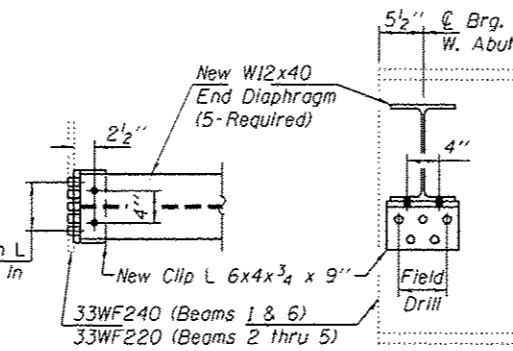 5½" ℄ Brg.
W. Abut
New W12x40
End Diaphragm
(5-Required)
2½"
4"
4"
L
in
New Clip L 6x4x¾ x 9"
Field
Drill
33WF240 (Beams 1 & 6)
33WF220 (Beams 2 thru 5)